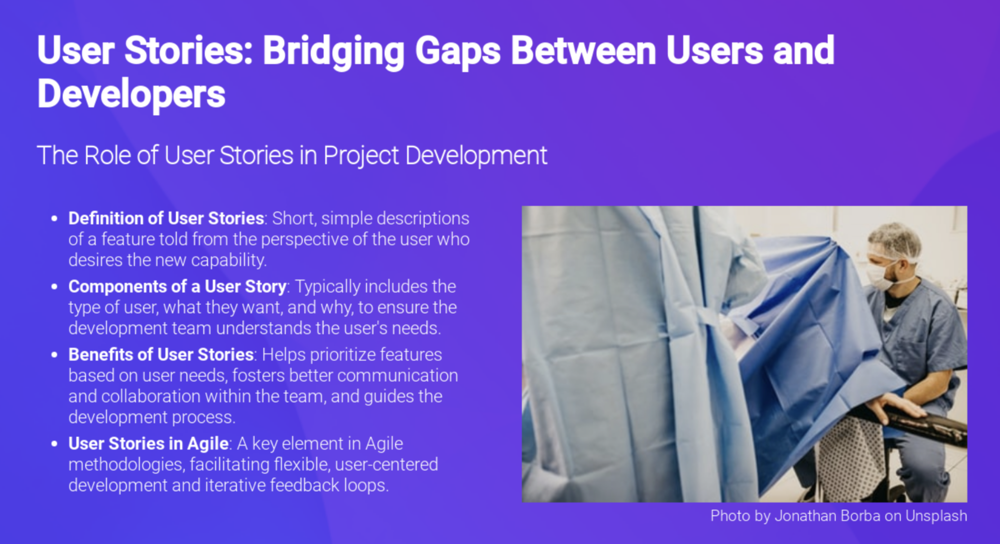 User Stories: Bridging Gaps Between Users and
Developers
The Role of User Stories in Project Development
• Definition of User Stories: Short, simple descriptions
of a feature told from the perspective of the user who
desires the new capability.
• Components of a User Story: Typically includes the
type of user, what they want, and why, to ensure the
development team understands the user's needs.
• Benefits of User Stories: Helps prioritize features
based on user needs, fosters better communication
and collaboration within the team, and guides the
development process.
• User Stories in Agile: A key element in Agile
methodologies, facilitating flexible, user-centered
development and iterative feedback loops.
Photo by Jonathan Borba on Unsplash